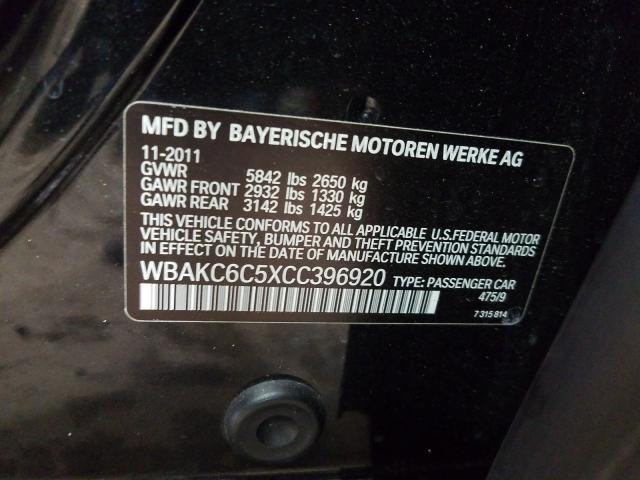 MFD BY BAYERISCHE MOTOREN WERKE AG
11-2011
GVWR 5842 lbs 2650 kg
GAWR FRONT 2932 lbs 1330 kg
GAWR REAR 3142 lbs 1425 kg
THIS VEHICLE CONFORMS TO ALL APPLICABLE U.S.FEDERAL MOTOR
VEHICLE SAFETY, BUMPER AND THEFT PREVENTION STANDARDS
IN EFFECT ON THE DATE OF MANUFACTURE SHOWN ABOVE.
WBAKC6C5XCC396920 TYPE: PASSENGER CAR
475/9
7 315 814